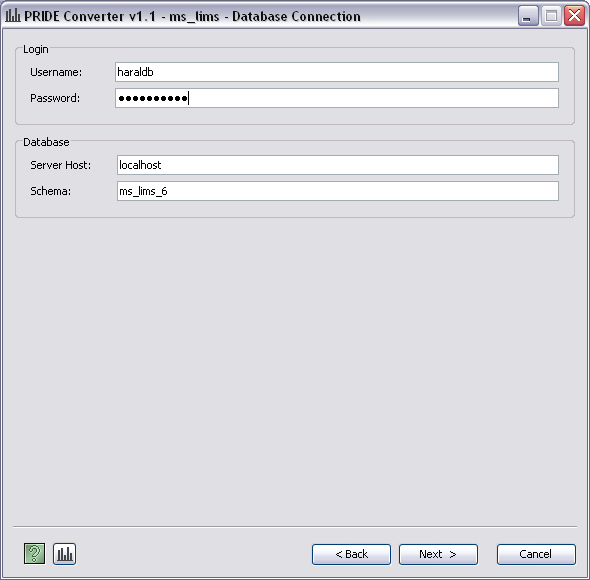 PRIDE Converter v1.1 - ms_lims - Database Connection
Login
Username: haraldb
Password: ●●●●●●●●●●
Database
Server Host: localhost
Schema: ms_lims_6
? < Back Next > Cancel